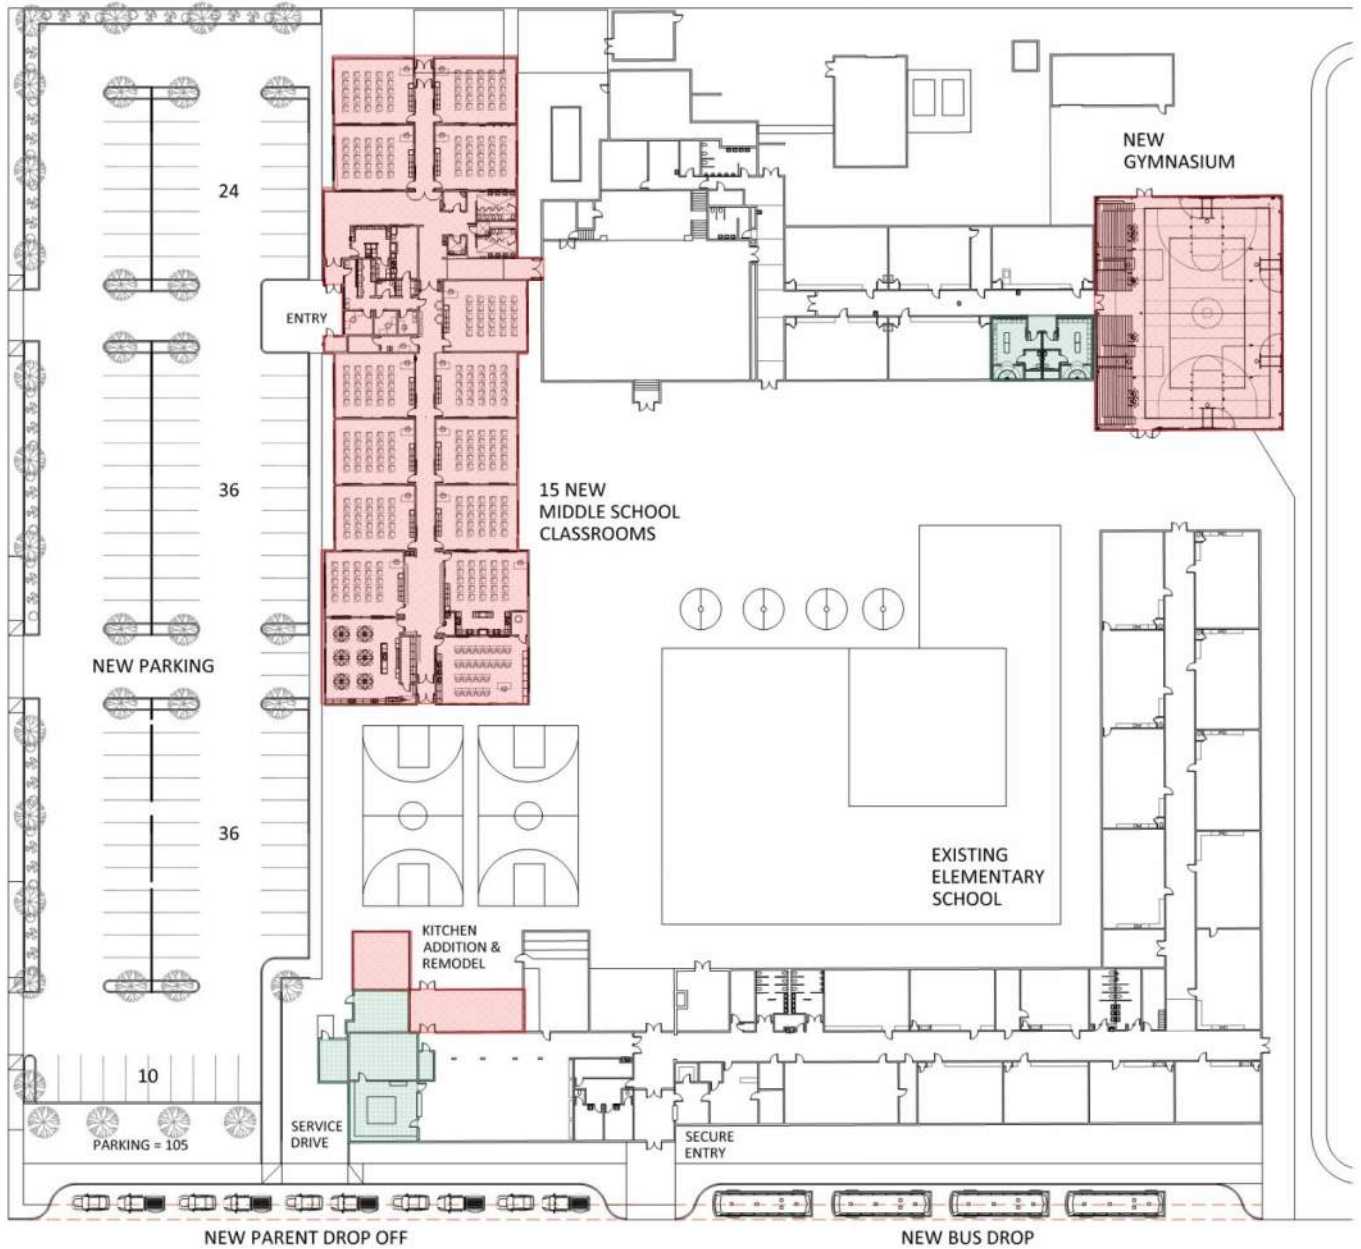 NEW
GYMNASIUM
24
ENTRY
36
15 NEW
MIDDLE SCHOOL
CLASSROOMS
NEW PARKING
36
EXISTING
ELEMENTARY
SCHOOL
KITCHEN
ADDITION &
REMODEL
10
PARKING = 105
SERVICE
DRIVE
SECURE
ENTRY
NEW PARENT DROP OFF
NEW BUS DROP